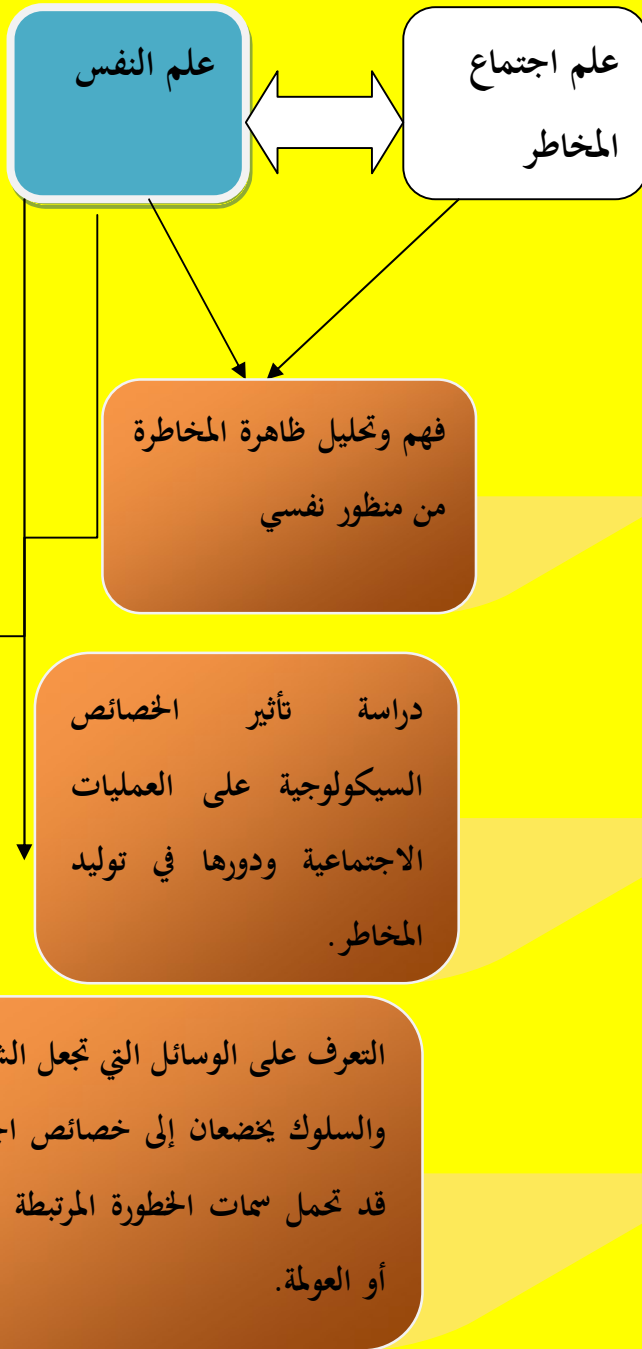 علم اجتماع
المخاطر
علم النفس
فهم وتحليل ظاهرة المخاطرة
من منظور نفسي
دراسة تأثير الخصائص
السيكولوجية على العمليات
الاجتماعية ودورها في توليد
المخاطر.
التعرف على الوسائل التي تجعل
والسلوك يخضعان إلى خصائص
قد تحمل سمات الخطورة المرتبطة
أو العولمة.